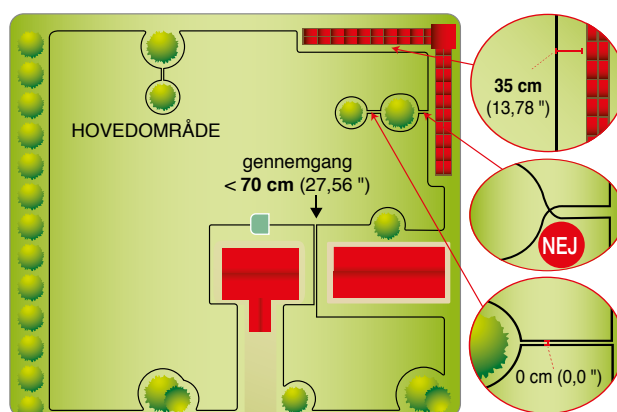 HOVEDOMRÅDE
gennemgang
< 70 cm (27,56 ")
35 cm
(13,78 ")
NEJ
0 cm (0,0 ")